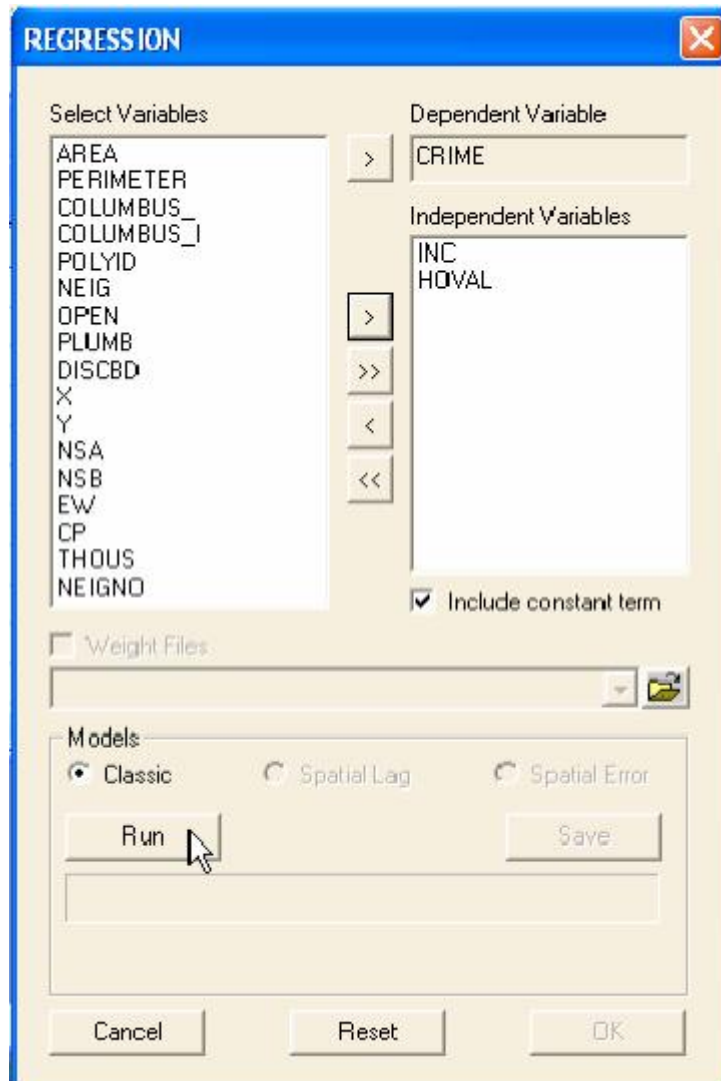 REGRESSION
Select Variables
AREA
PERIMETER
COLUMBUS_
COLUMBUS_I
POLYID
NEIG
OPEN
PLUMB
DISCBD
X
Y
NSA
NSB
EW
CP
THOUS
NEIGNO
>
Dependent Variable
CRIME
Independent Variables
INC
HOVAL
>
>>
<
<<
Include constant term
Weight Files
Models
Classic
Spatial Lag
Spatial Error
Run
Save
Cancel
Reset
OK